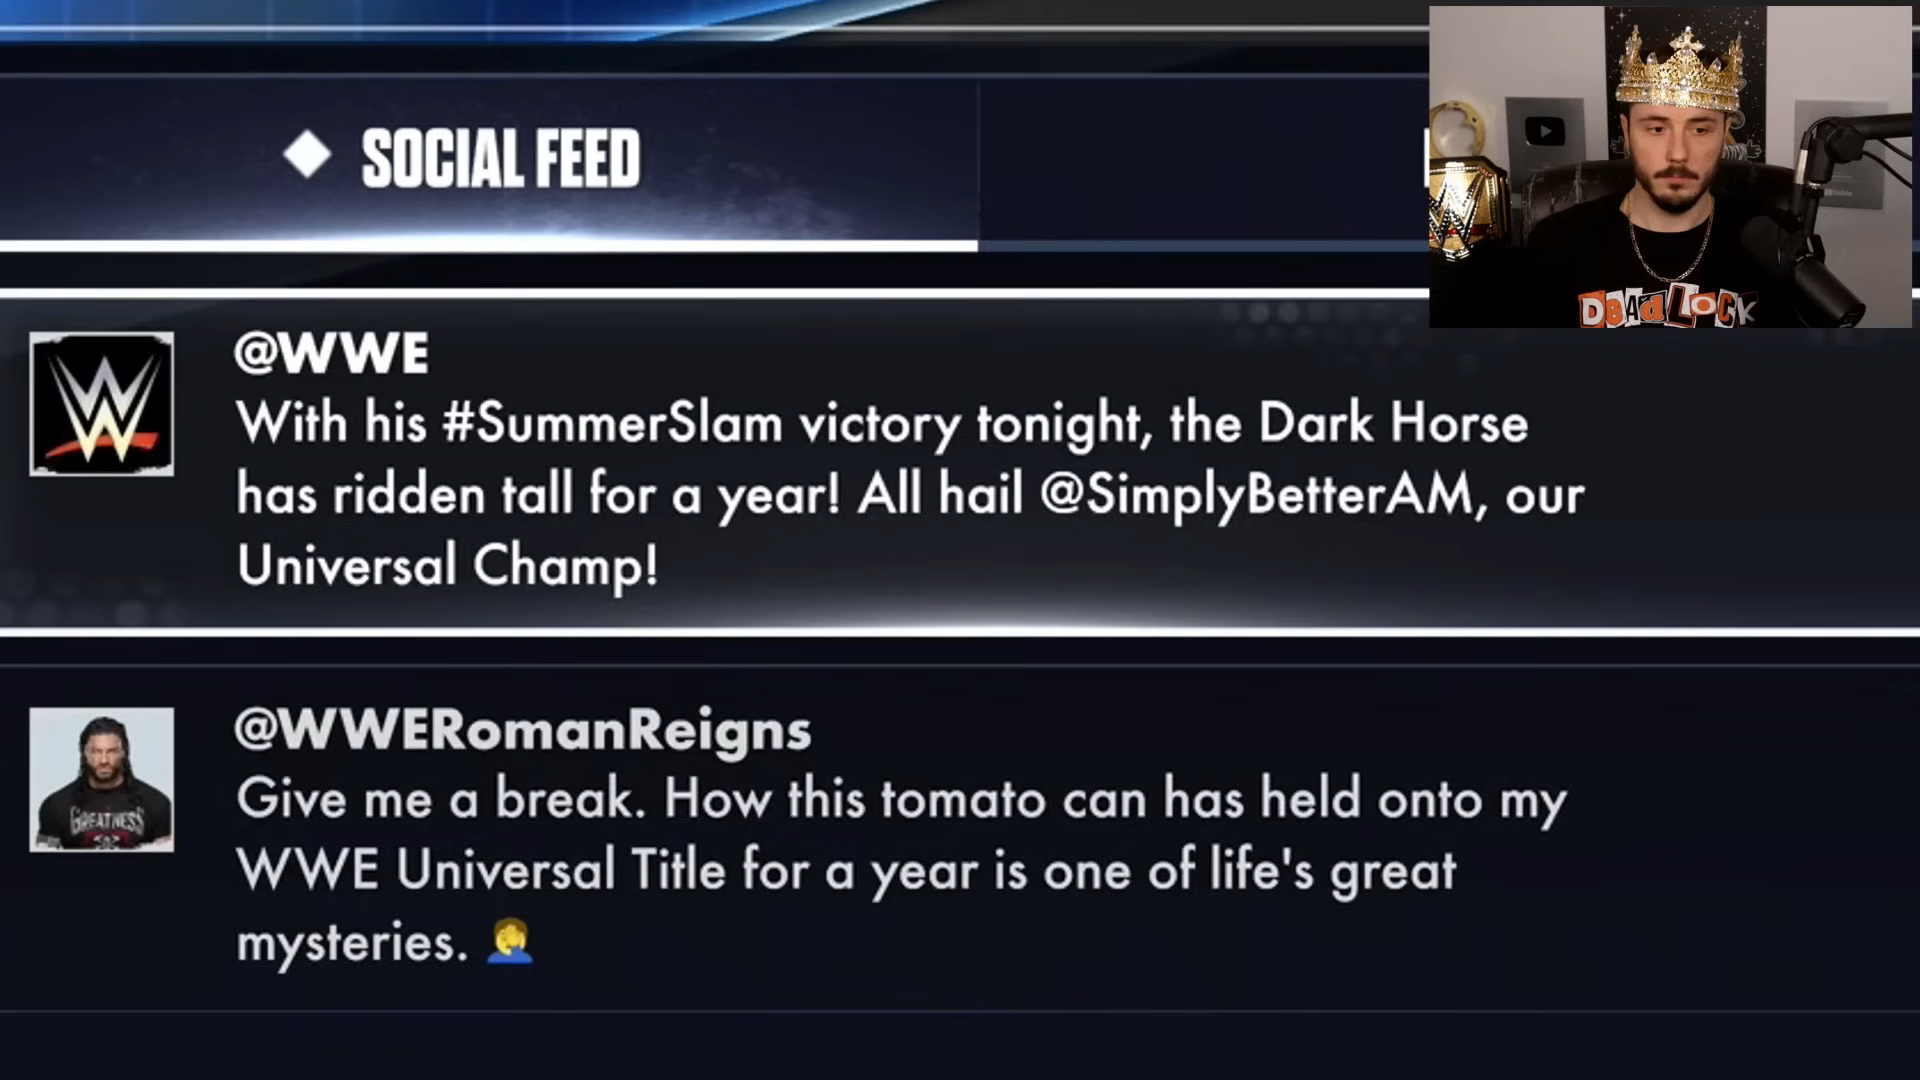 SOCIAL FEED
@WWE
With his #SummerSlam victory tonight, the Dark Horse
has ridden tall for a year! All hail @SimplyBetterAM, our
Universal Champ!
@WWERomanReigns
Give me a break. How this tomato can has held onto my
WWE Universal Title for a year is one of life's great
mysteries.
GREATNESS
DEAdLOCK